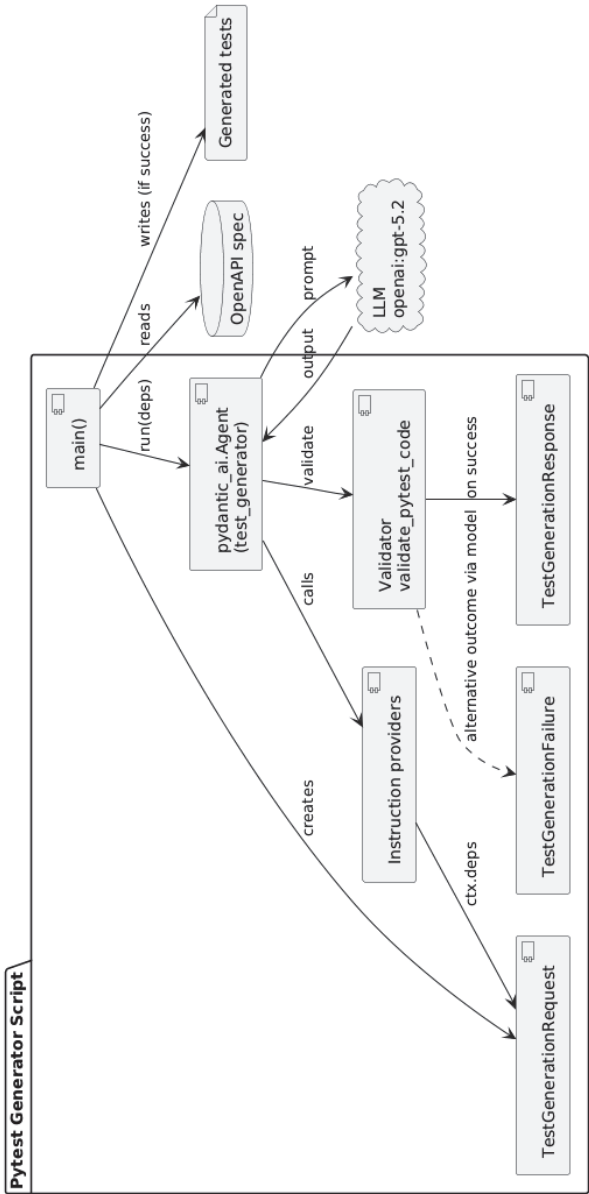 Pytest Generator Script
main()
creates
run(deps)
reads
writes (if success)
Generated tests
OpenAPI spec
pydantic_ai.Agent
(test_generator)
calls
validate
output
prompt
LLM
openai:gpt-5.2
Instruction providers
Validator
validate_pytest_code
ctx.deps
alternative outcome via model
on success
TestGenerationRequest
TestGenerationFailure
TestGenerationResponse